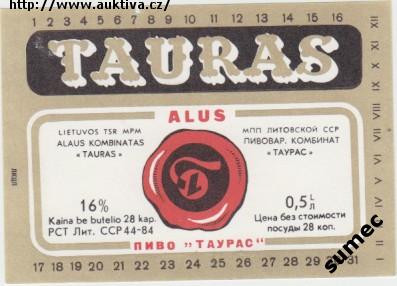 http://www.auktiva.cz/
1 2 3 4 5 6 7 8 9 10 11 12 13 14 15 16
TAURAS
ALUS
LIETUVOS TSR MPM
ALAUS KOMBINATAS
«TAURAS»
16%
Kaina be butelio 28 kap.
РСТ Лит. ССР 44-84
МПП ЛИТОВСКОЙ ССР
ПИВОВАР. КОМБИНАТ
«ТАУРАС»
0,5 L л
Цена без стоимости
посуды 28 коп.
ПИВО „ТАУРАС"
17 18 19 20 21 22 23 24 25 26 27 28 29 30 31
I II III IV V VI VII VIII IX X XI XII
sumec